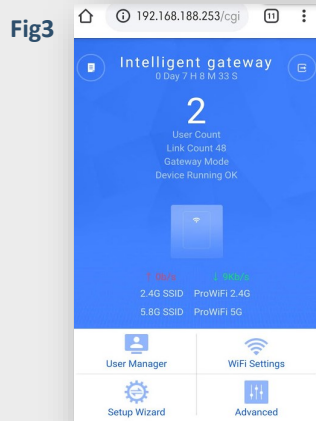 Fig3
192.168.188.253/cgi
11
Intelligent gateway
0 Day 7 H 8 M 33 S
2
User Count
Link Count 48
Gateway Mode
Device Running OK
1.9Kb/s
2.4G SSID ProWiFi 2.4G
5.8G SSID ProWiFi 5G
User Manager
WiFi Settings
Setup Wizard
Advanced